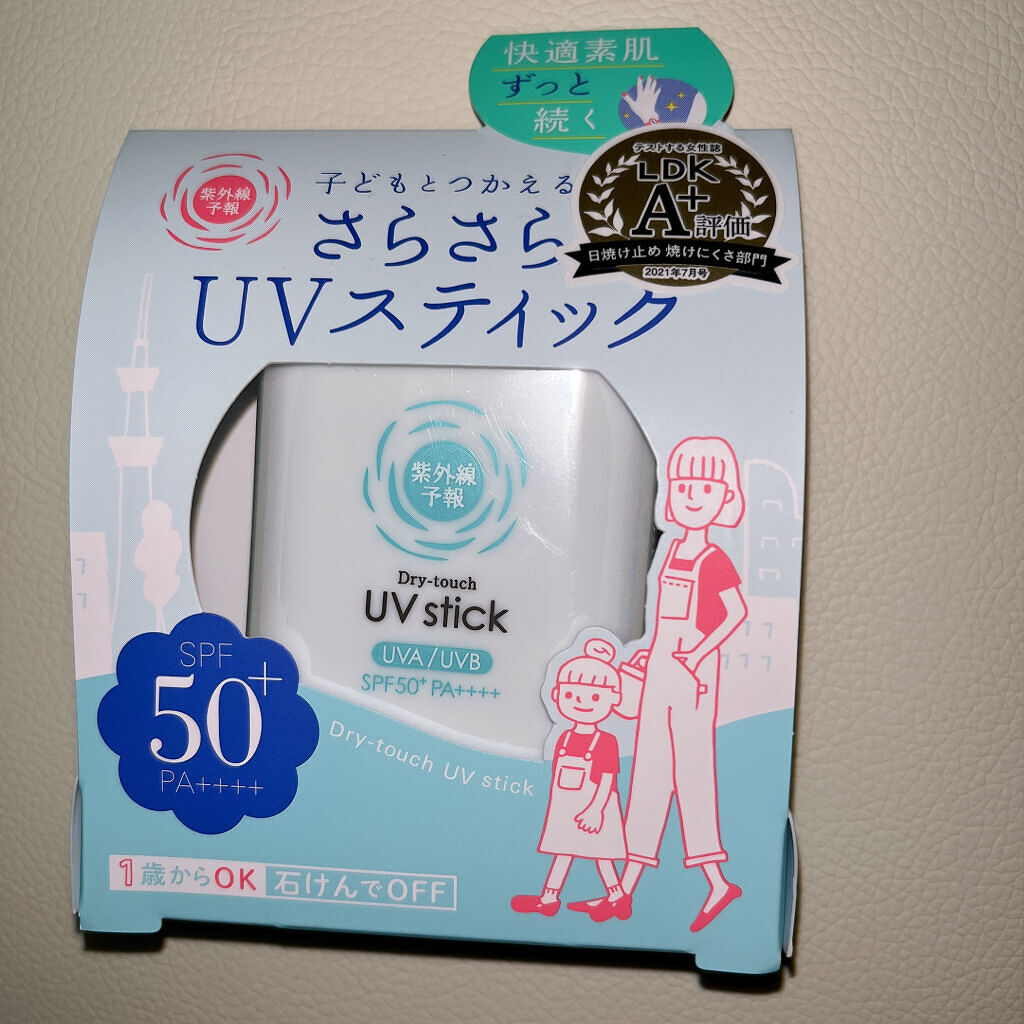 快適素肌
ずっと
続く
テストする女性誌
LDK
A+評価
日焼け止め 焼けにくさ部門
2021年7月号
紫外線
予報
子どもとつかえる
さらさら
UVスティック
紫外線
予報
Dry-touch
UV stick
UVA/UVB
SPF50+ PA++++
SPF
50+
PA++++
Dry-touch UV stick
1歳からOK 石けんでOFF